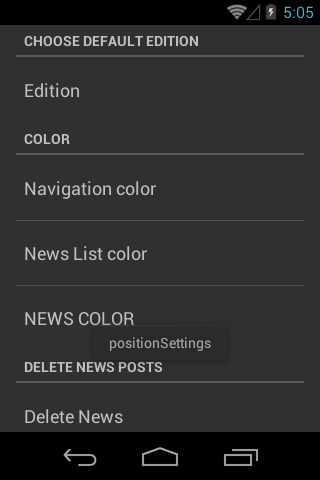 5:05
CHOOSE DEFAULT EDITION
Edition
COLOR
Navigation color
News List color
NEWS COLOR
positionSettings
DELETE NEWS POSTS
Delete News